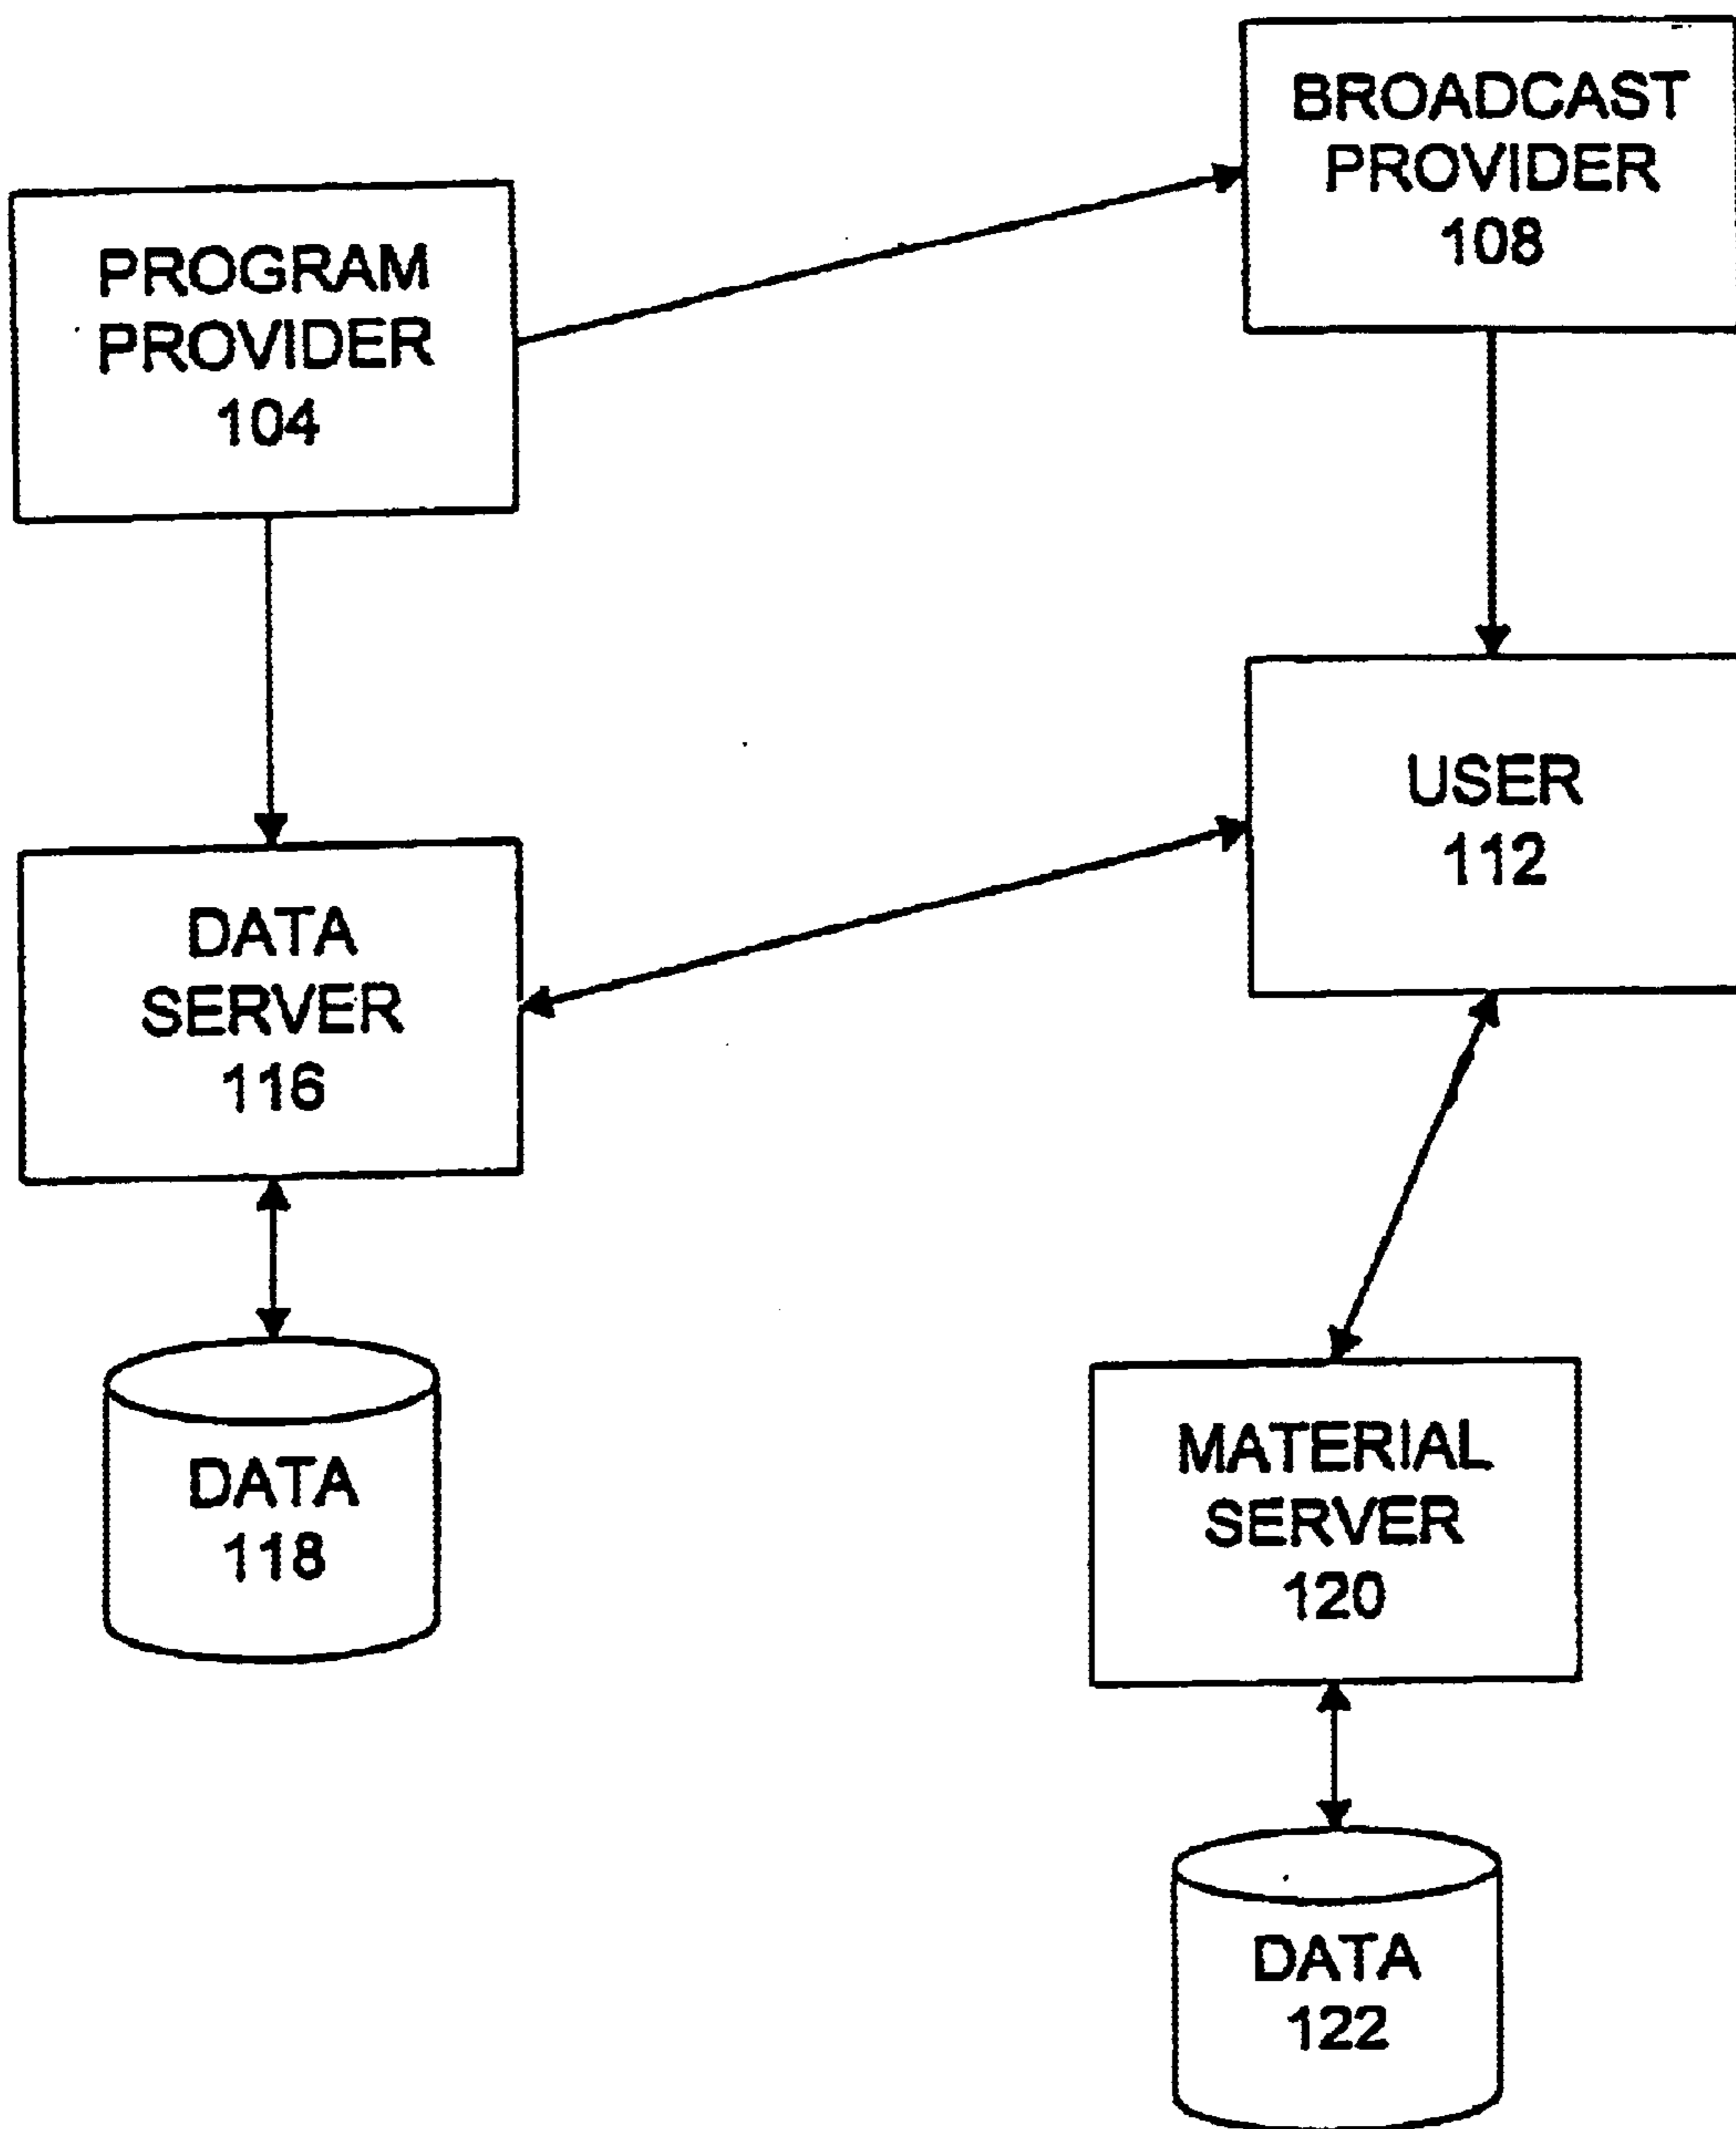 BROADCAST
PROVIDER
108
PROGRAM
PROVIDER
104
USER
112
DATA
SERVER
116
MATERIAL
SERVER
120
DATA
118
DATA
122